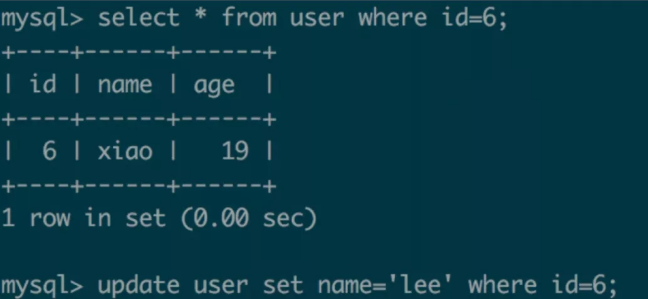 mysql> select * from user where id=6;
+----+------+------+
| id | name | age  |
+----+------+------+
|  6 | xiao |   19 |
+----+------+------+
1 row in set (0.00 sec)
mysql> update user set name='lee' where id=6;